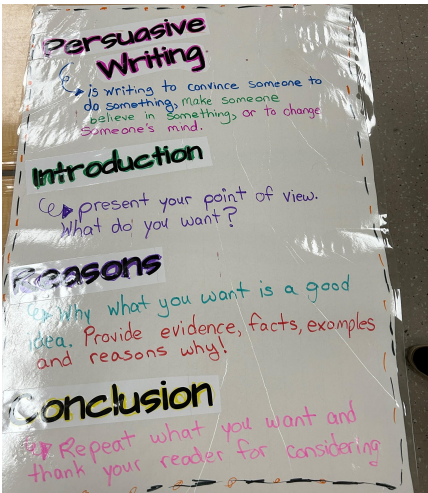 Persuasive
Writing
is writing to convince someone to
do something, make someone
believe in something, or to change
someone's mind.
Introduction
present your point of view.
What do you want?
Reasons
Why what you want is a good
idea. Provide evidence, facts, examples
and reasons why!
Conclusion
Repeat what you want and
thank your reader for considering